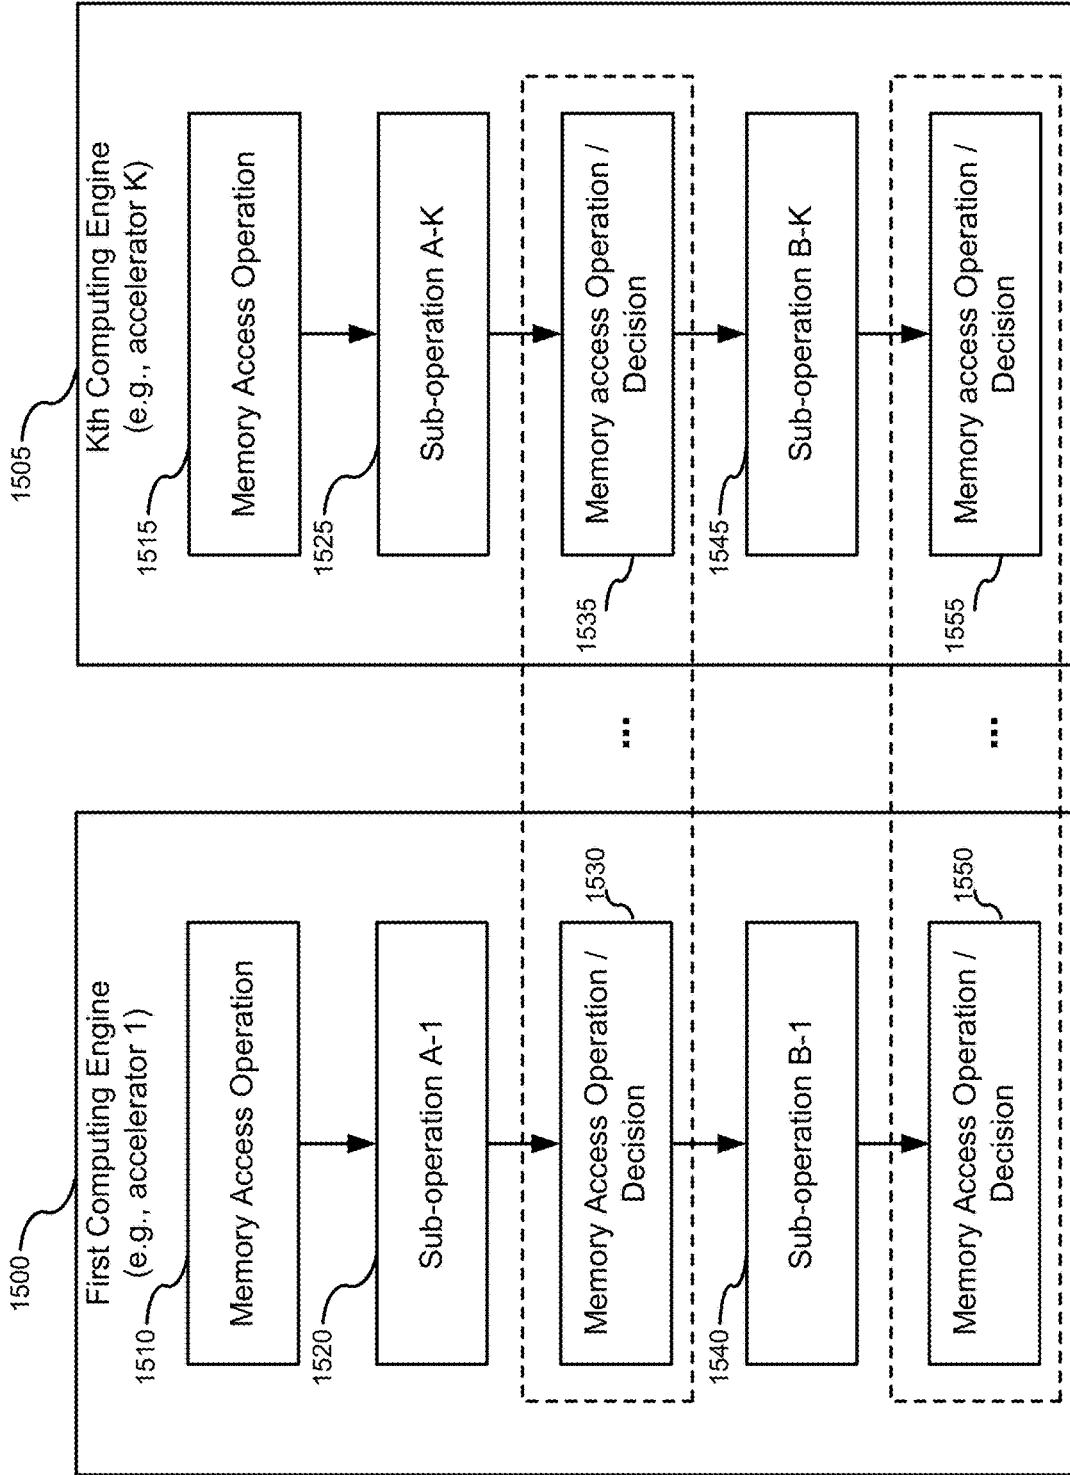 1500
First Computing Engine
(e.g., accelerator 1)
1510
Memory Access Operation
1520
Sub-operation A-1
Memory Access Operation /
Decision
1530
1540
Sub-operation B-1
Memory Access Operation /
Decision
1550
...
...
1505
Kth Computing Engine
(e.g., accelerator K)
1515
Memory Access Operation
1525
Sub-operation A-K
Memory access Operation /
Decision
1535
1545
Sub-operation B-K
Memory access Operation /
Decision
1555